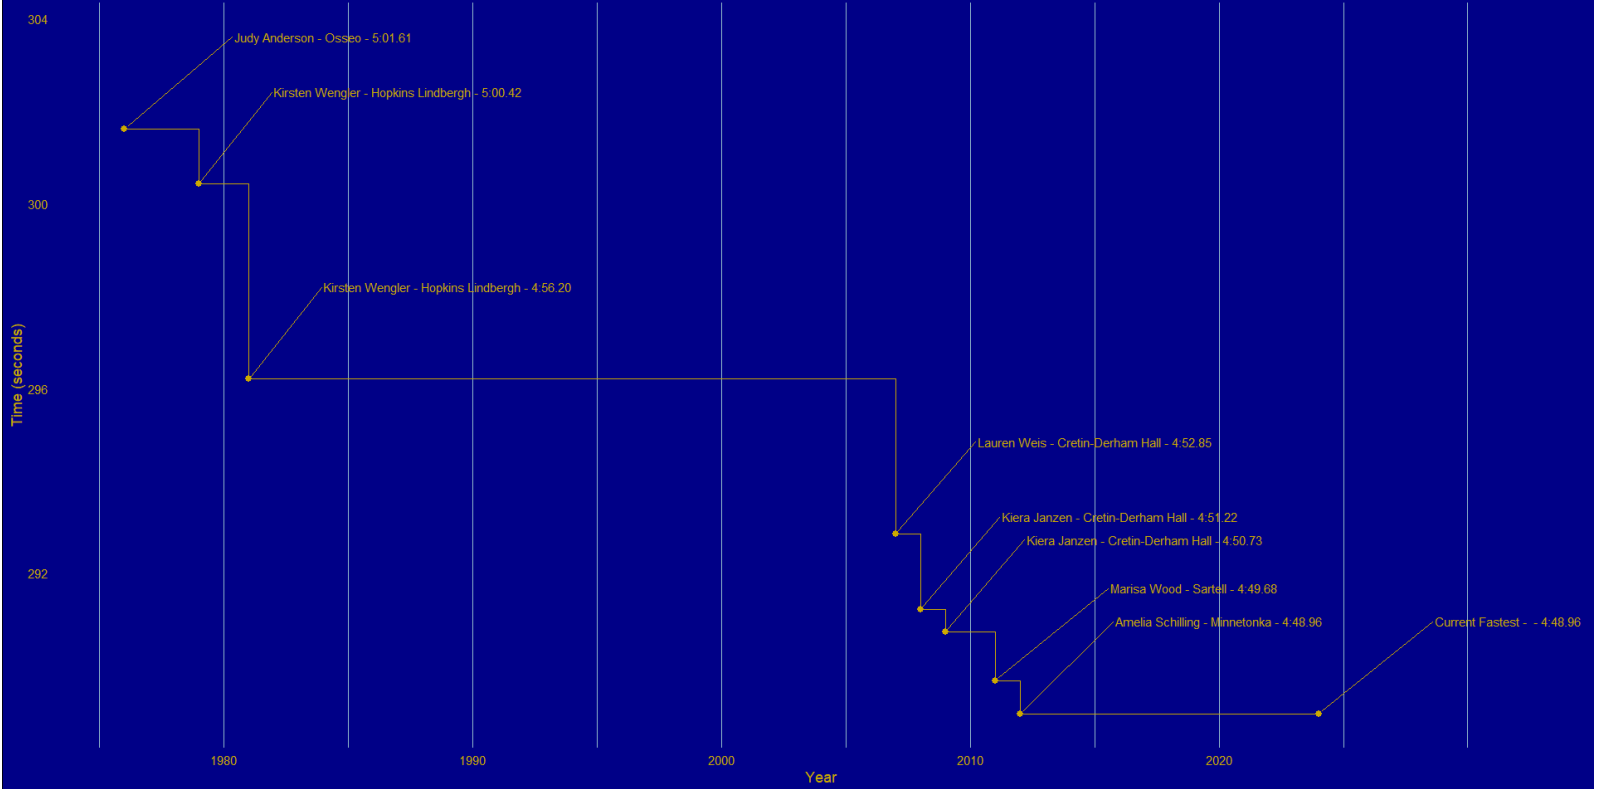 304
Judy Anderson - Osseo - 5:01.61
Kirsten Wengler - Hopkins Lindbergh - 5:00.42
300
Kirsten Wengler - Hopkins Lindbergh - 4:56.20
Time (seconds)
296
Lauren Weis - Cretin-Derham Hall - 4:52.85
Kiera Janzen - Cretin-Derham Hall - 4:51.22
Kiera Janzen - Cretin-Derham Hall - 4:50.73
292
Marisa Wood - Sartell - 4:49.68
Amelia Schilling - Minnetonka - 4:48.96
Current Fastest -  - 4:48.96
1980 1990 2000 2010 2020
Year